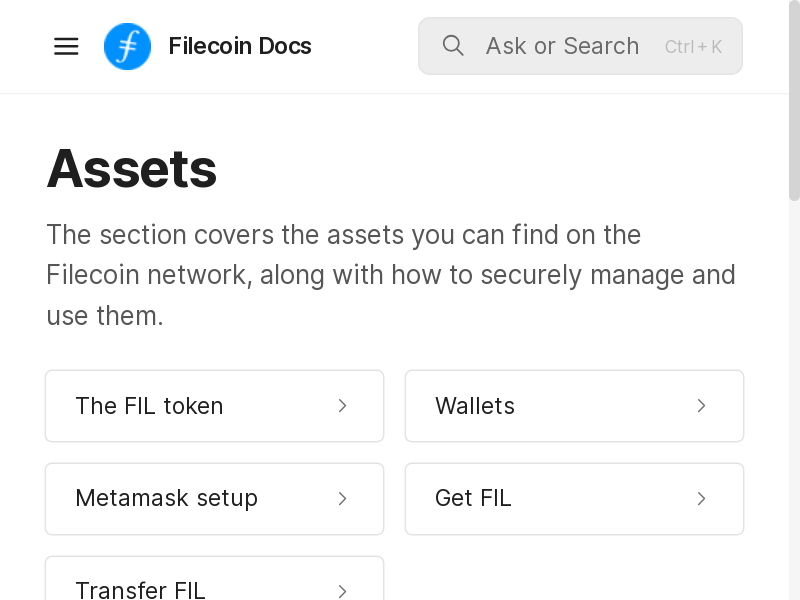 Filecoin Docs
Ask or Search
Ctrl + K
Assets
The section covers the assets you can find on the
Filecoin network, along with how to securely manage and
use them.
The FIL token
Wallets
Metamask setup
Get FIL
Transfer FIL